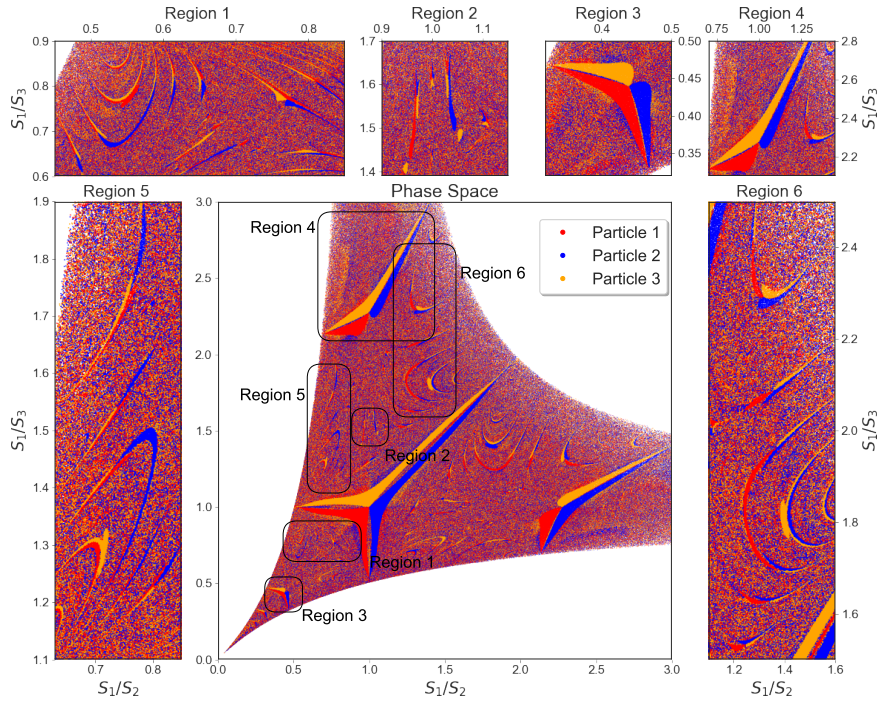 Region 1
Region 2
Region 3
Region 4
0.5 0.6 0.7 0.8
0.9 1.0 1.1
0.4 0.5
0.75 1.00 1.25
S1/S3
0.9
0.8
0.7
0.6
1.7
1.6
1.5
1.4
0.50
0.45
0.40
0.35
2.8
2.6
2.4
2.2
S1/S3
Region 5
Phase Space
Region 6
S1/S3
1.9
1.8
1.7
1.6
1.5
1.4
1.3
1.2
1.1
0.7 0.8
S1/S2
3.0
2.5
2.0
1.5
1.0
0.5
0.0
Region 4
Region 6
Region 5
Region 2
Region 1
Region 3
Particle 1
Particle 2
Particle 3
0.0 0.5 1.0 1.5 2.0 2.5 3.0
S1/S2
2.4
2.2
2.0
1.8
1.6
S1/S3
1.2 1.4 1.6
S1/S2